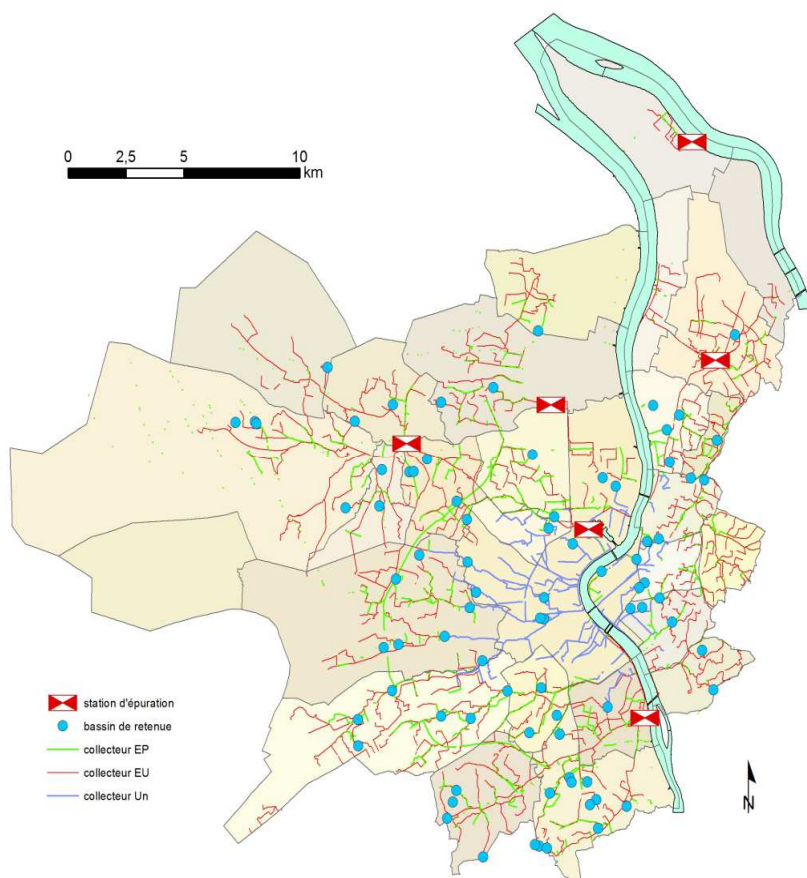 0 2,5 5 10
km
station d'épuration
bassin de retenue
collecteur EP
collecteur EU
collecteur Un
N